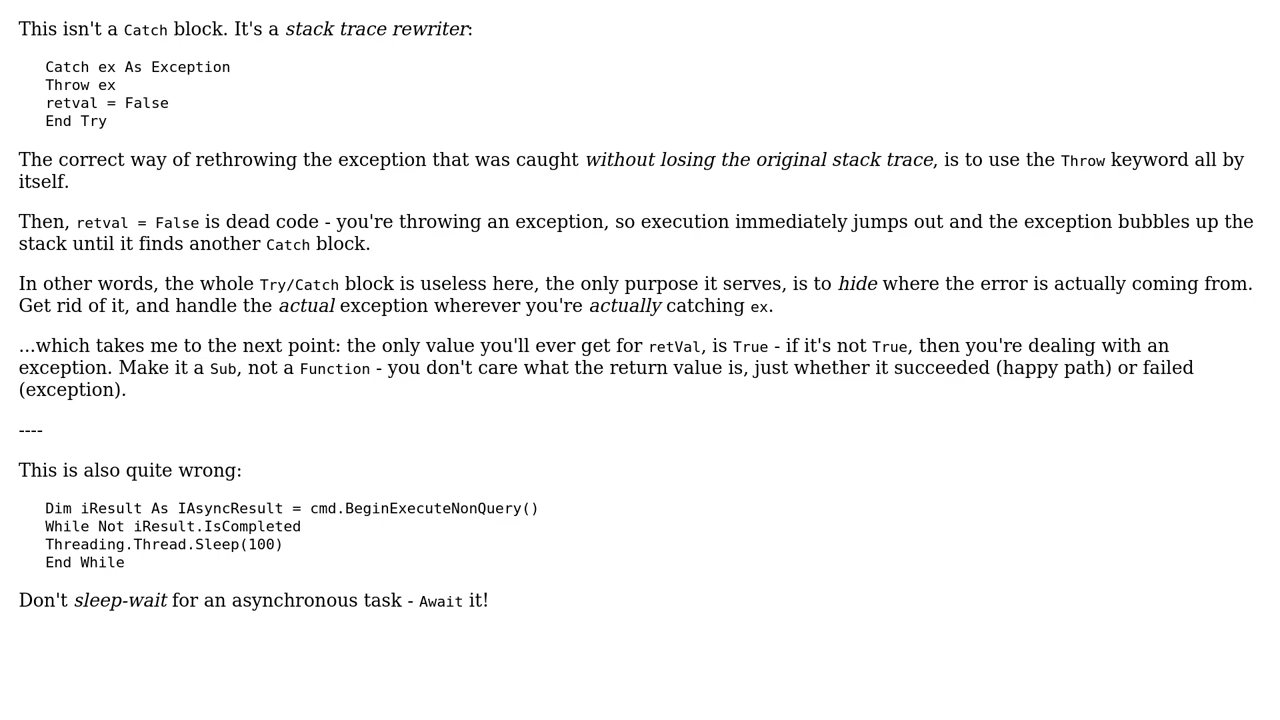 This isn't a Catch block. It's a stack trace rewriter:
Catch ex As Exception
Throw ex
retval = False
End Try
The correct way of rethrowing the exception that was caught without losing the original stack trace, is to use the Throw keyword all by
itself.
Then, retval = False is dead code - you're throwing an exception, so execution immediately jumps out and the exception bubbles up the
stack until it finds another Catch block.
In other words, the whole Try/Catch block is useless here, the only purpose it serves, is to hide where the error is actually coming from.
Get rid of it, and handle the actual exception wherever you're actually catching ex.
...which takes me to the next point: the only value you'll ever get for retVal, is True - if it's not True, then you're dealing with an
exception. Make it a Sub, not a Function - you don't care what the return value is, just whether it succeeded (happy path) or failed
(exception).
----
This is also quite wrong:
Dim iResult As IAsyncResult = cmd.BeginExecuteNonQuery()
While Not iResult.IsCompleted
Threading.Thread.Sleep(100)
End While
Don't sleep-wait for an asynchronous task - Await it!